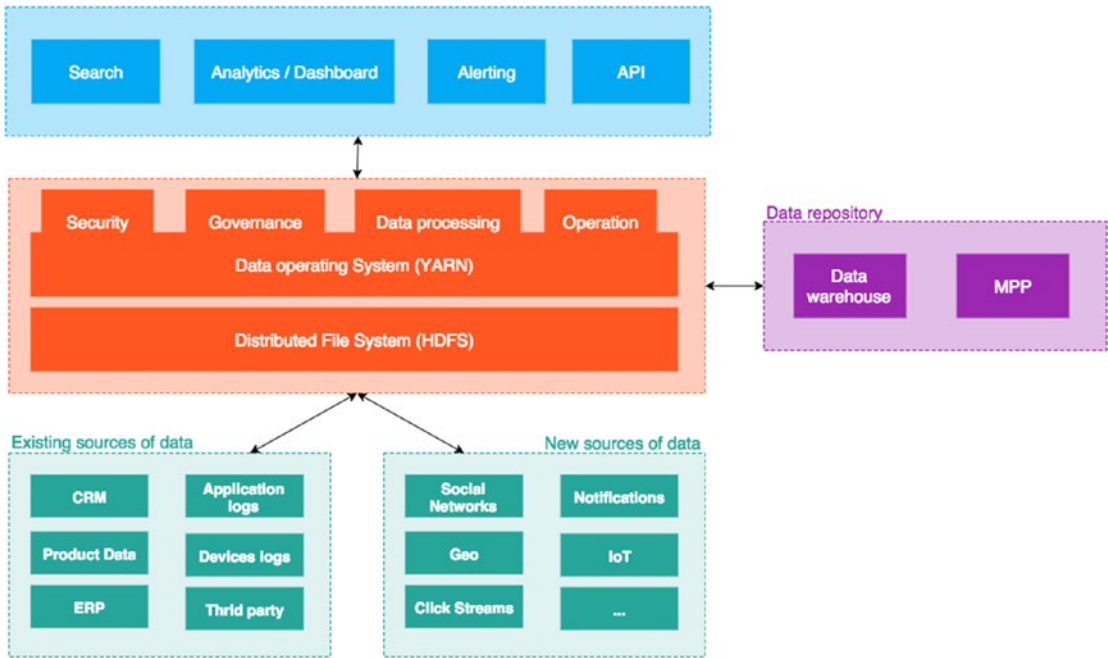 Search
Analytics / Dashboard
Alerting
API
Security
Governance
Data processing
Operation
Data operating System (YARN)
Distributed File System (HDFS)
Data repository
Data
warehouse
MPP
Existing sources of data
CRM
Application
logs
Product Data
Devices logs
ERP
Thrid party
New sources of data
Social
Networks
Notifications
Geo
IoT
Click Streams
...